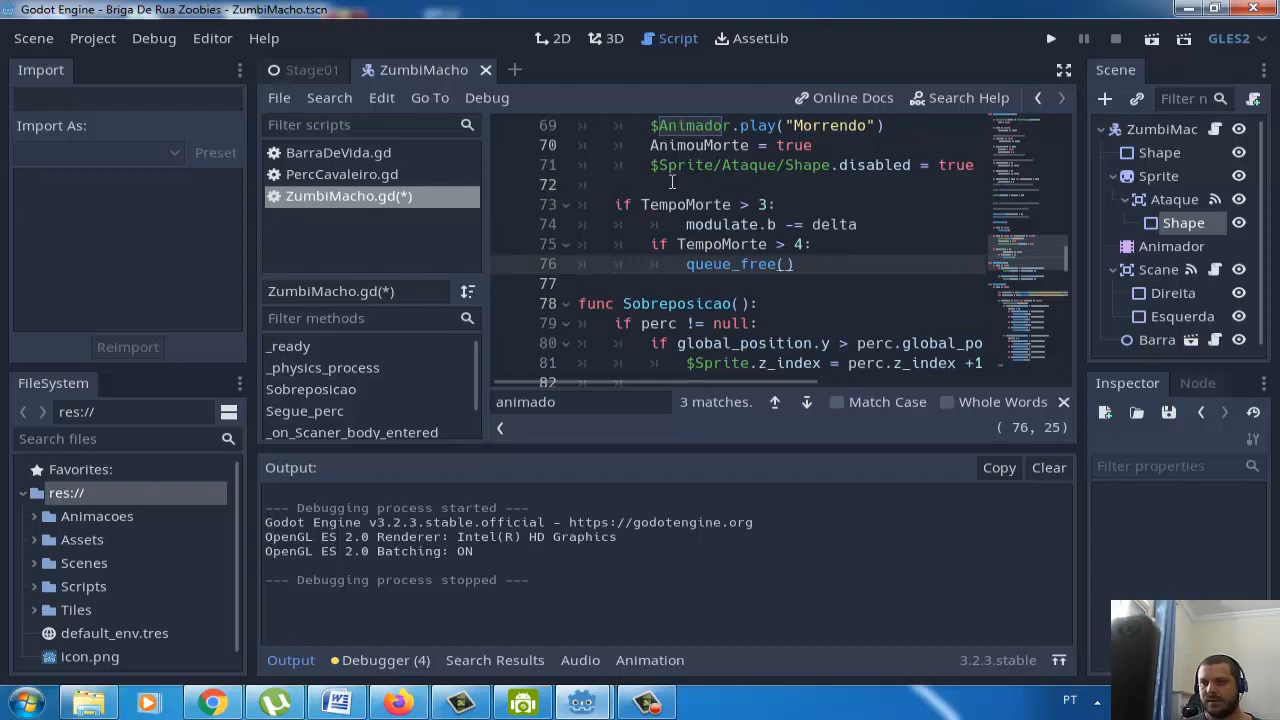 Godot Engine - Briga De Rua Zoobies - ZumbiMacho.tscn
Scene Project Debug Editor Help
2D 3D Script AssetLib
GLES2
Import
Import As:
Preset
Reimport
FileSystem
res://
Search files
Favorites:
res://
Animacoes
Assets
Scenes
Scripts
Tiles
default_env.tres
icon.png
Stage01 ZumbiMacho
File Search Edit Go To Debug
Online Docs Search Help
Filter scripts
BarraDeVida.gd
PercCavaleiro.gd
ZumbiMacho.gd(*)
ZumbiMacho.gd(*)
Filter methods
_ready
_physics_process
Sobreposicao
Segue_perc
_on_Scaner_body_entered
69 $Animador.play("Morrendo")
70 AnimouMorte = true
71 $Sprite/Ataque/Shape.disabled = true
72
73 if TempoMorte > 3:
74 modulate.b -= delta
75 if TempoMorte > 4:
76 queue_free()
77
78 func Sobreposicao():
79 if perc != null:
80 if global_position.y > perc.global_po
81 $Sprite.z_index = perc.z_index +1
82
animado
3 matches.
Match Case
Whole Words
( 76, 25)
Output:
Copy Clear
--- Debugging process started ---
Godot Engine v3.2.3.stable.official - https://godotengine.org
OpenGL ES 2.0 Renderer: Intel(R) HD Graphics
OpenGL ES 2.0 Batching: ON
--- Debugging process stopped ---
Output Debugger (4) Search Results Audio Animation
3.2.3.stable
Scene
Filter n
ZumbiMac
Shape
Sprite
Ataque
Shape
Animador
Scaner
Direita
Esquerda
Inspector Node
Filter properties
PT